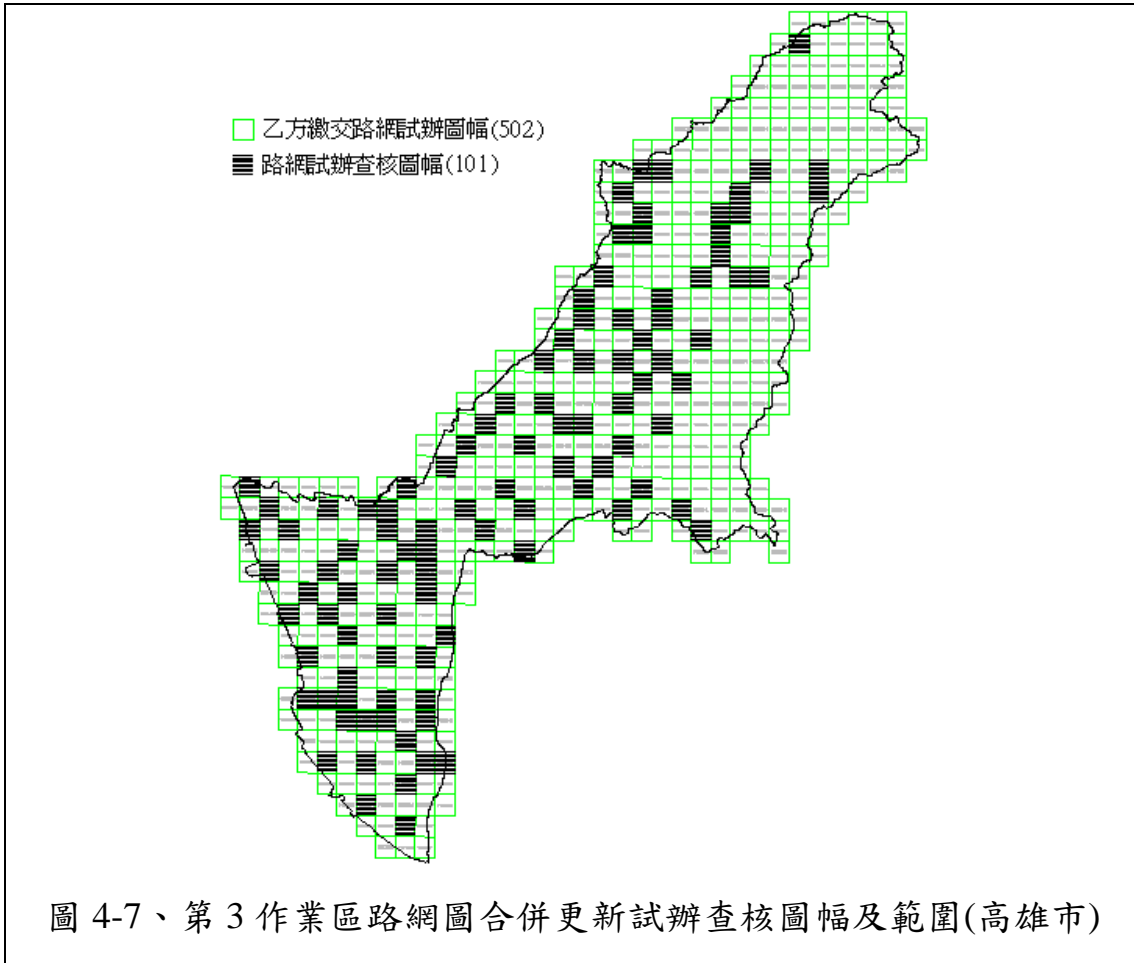 乙方繳交路網試辦圖幅(502)
路網試辦查核圖幅(101)
圖 4-7、第 3 作業區路網圖合併更新試辦查核圖幅及範圍(高雄市)